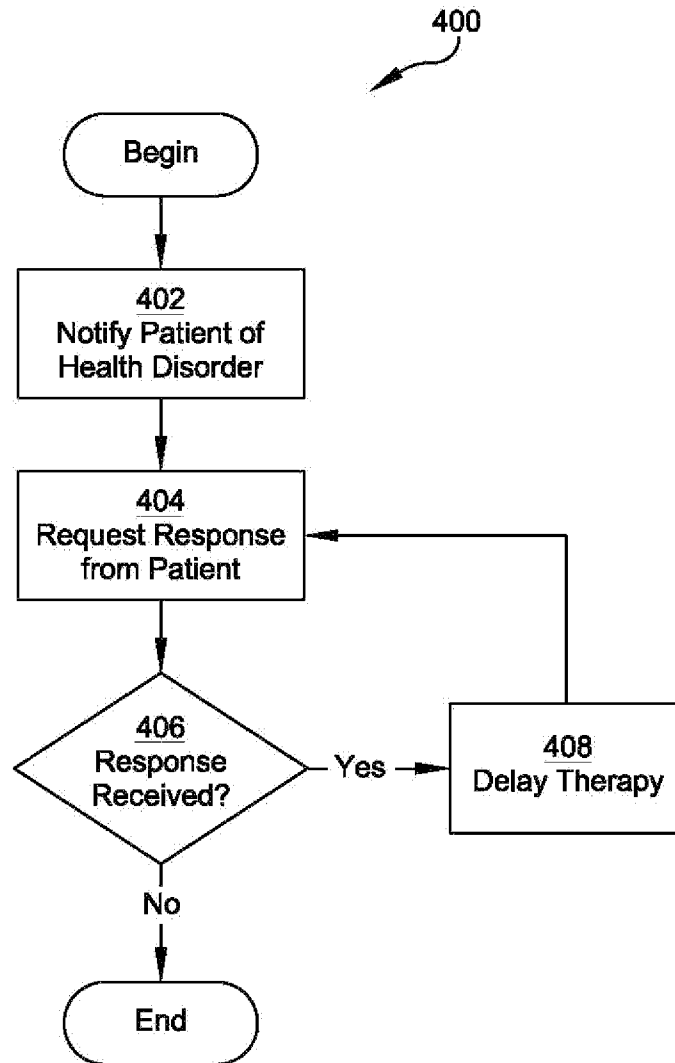 400
Begin
402
Notify Patient of
Health Disorder
404
Request Response
from Patient
406
Response
Received?
Yes
408
Delay Therapy
No
End